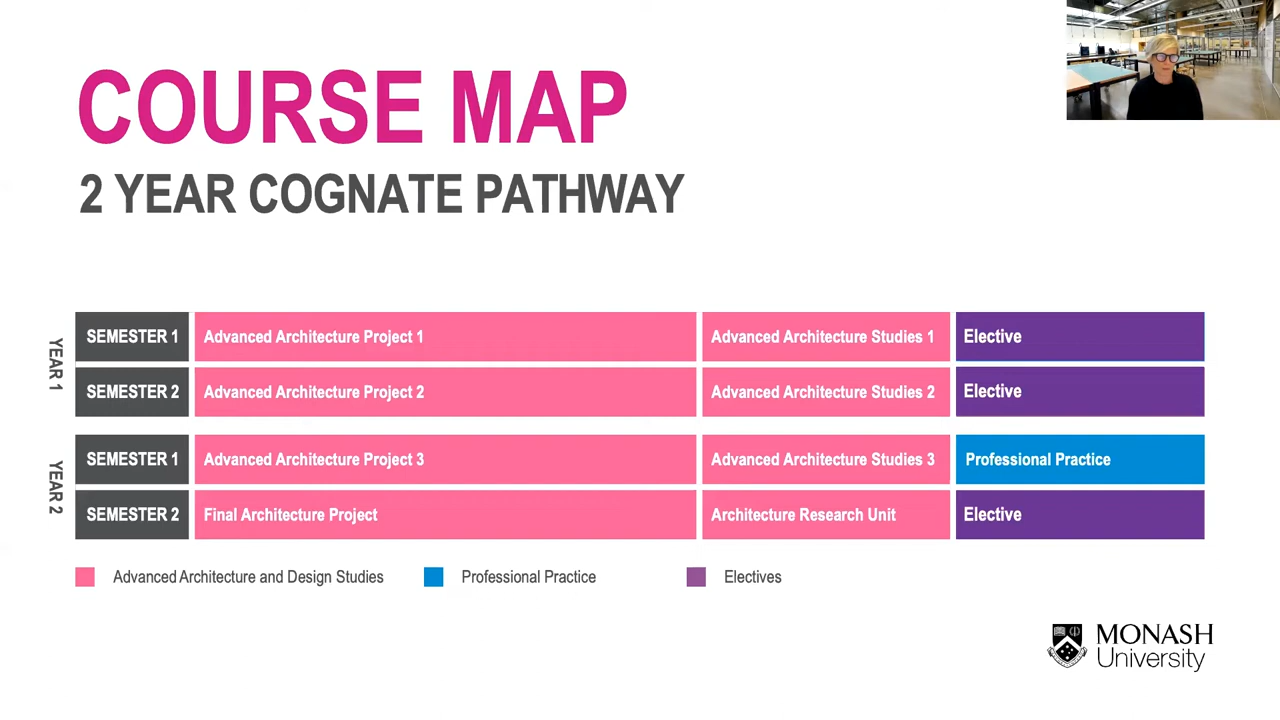 COURSE MAP
2 YEAR COGNATE PATHWAY
YEAR 1
SEMESTER 1 Advanced Architecture Project 1 Advanced Architecture Studies 1 Elective
SEMESTER 2 Advanced Architecture Project 2 Advanced Architecture Studies 2 Elective
YEAR 2
SEMESTER 1 Advanced Architecture Project 3 Advanced Architecture Studies 3 Professional Practice
SEMESTER 2 Final Architecture Project Architecture Research Unit Elective
Advanced Architecture and Design Studies Professional Practice Electives
MONASH
University